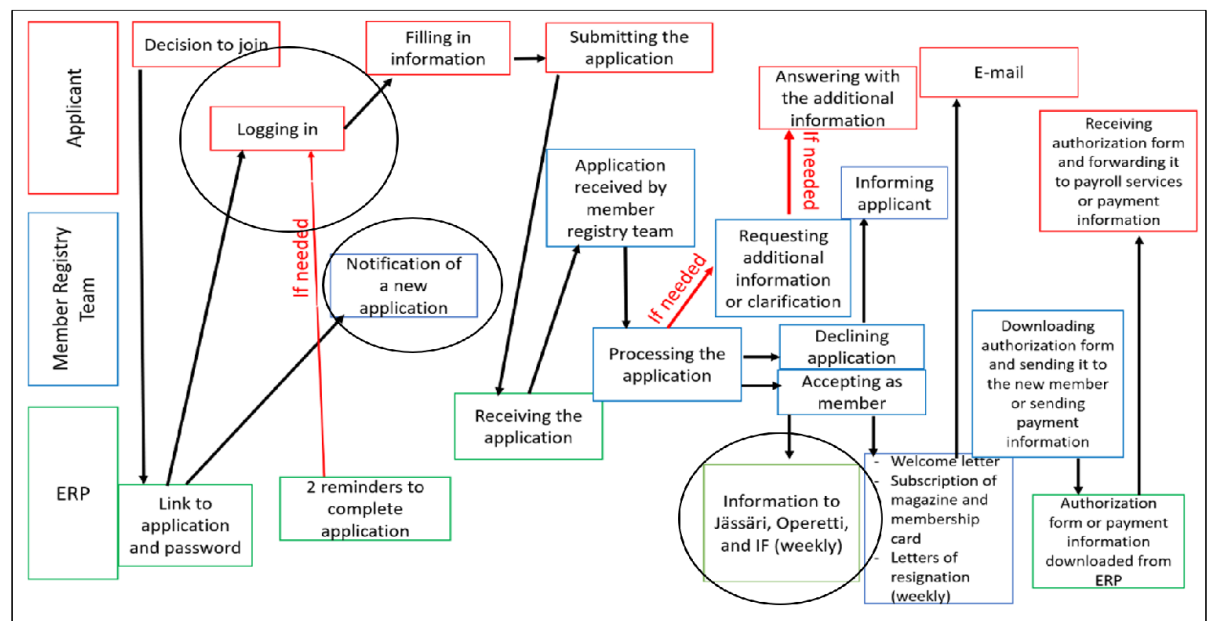 Applicant
Decision to join
Filling in
information
Submitting the
application
Answering with
the additional
information
E-mail
Logging in
Receiving
authorization form
and forwarding it
to payroll services
or payment
information
If needed
Member Registry
Team
Application
received by
member
registry team
Informing
applicant
Notification of
a new
application
If needed
If needed
Requesting
additional
information
or clarification
Processing the
application
Declining
application
Accepting as
member
Downloading
authorization form
and sending it to
the new member
or sending
payment
information
ERP
Receiving the
application
Link to
application
and password
2 reminders to
complete
application
Information to
Jässäri, Operetti,
and IF (weekly)
- Welcome letter
- Subscription of
magazine and
membership
card
- Letters of
resignation
(weekly)
Authorization
form or payment
information
downloaded from
ERP